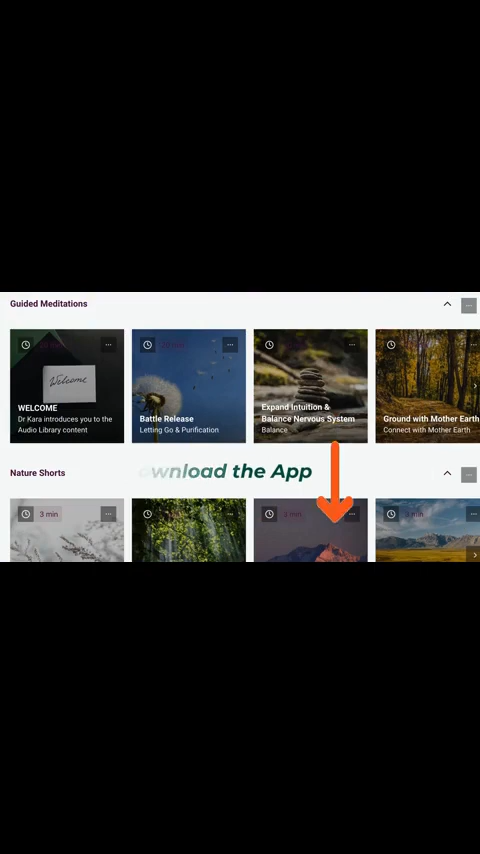 Guided Meditations
Welcome
WELCOME
Dr Kara introduces you to the
Audio Library content
Battle Release
Letting Go & Purification
Expand Intuition &
Balance Nervous System
Balance
Ground with Mother Earth
Connect with Mother Earth
Nature Shorts
ownload the App
3 min